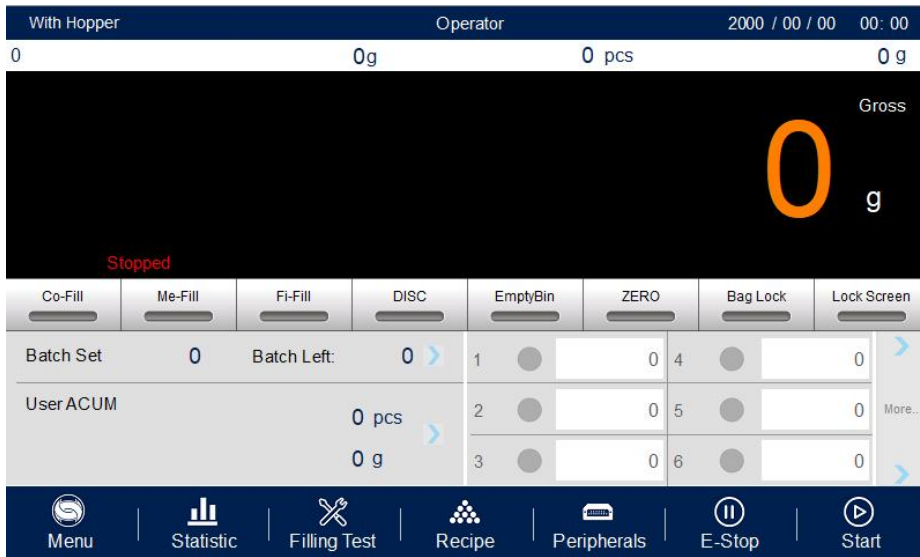 With Hopper Operator 2000 / 00 / 00 00: 00
0 0g 0 pcs 0 g
Gross
0 g
Stopped
Co-Fill Me-Fill Fi-Fill DISC EmptyBin ZERO Bag Lock Lock Screen
Batch Set 0 Batch Left: 0 1 0 4 0
User ACUM 0 pcs 2 0 5 0 More..
0 g 3 0 6 0
Menu Statistic Filling Test Recipe Peripherals E-Stop Start